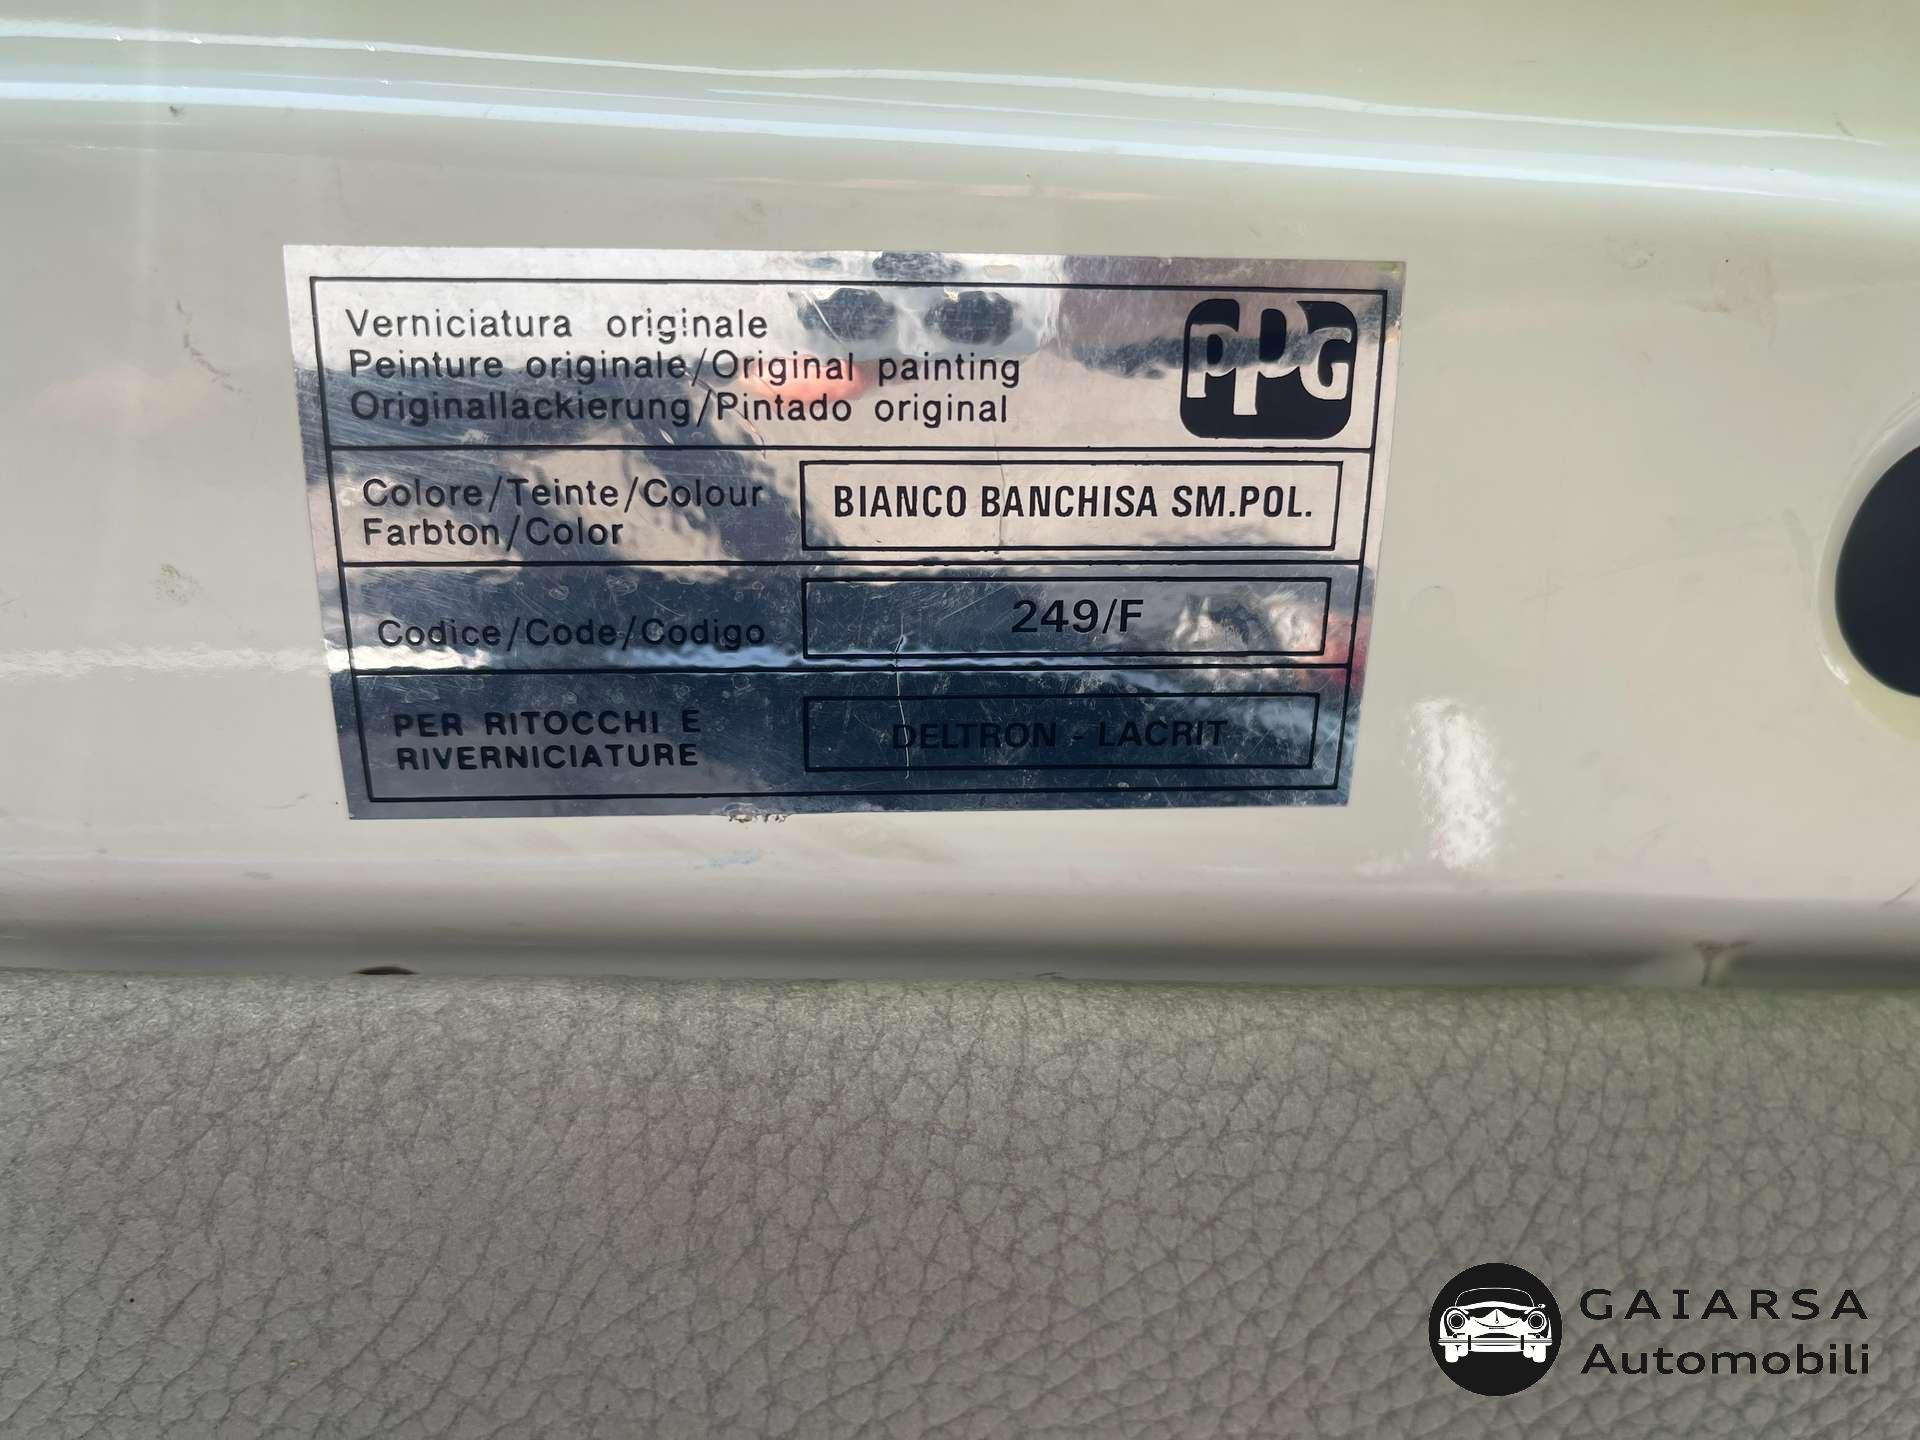 Verniciatura originale
Peinture originale/Original painting
Originallackierung/Pintado original
PPG
Colore/Teinte/Colour
Farbton/Color
BIANCO BANCHISA SM.POL.
Codice/Code/Codigo
249/F
PER RITOCCHI E
RIVERNICIATURE
DELTRON - LACRIT
GAIARSA
Automobili